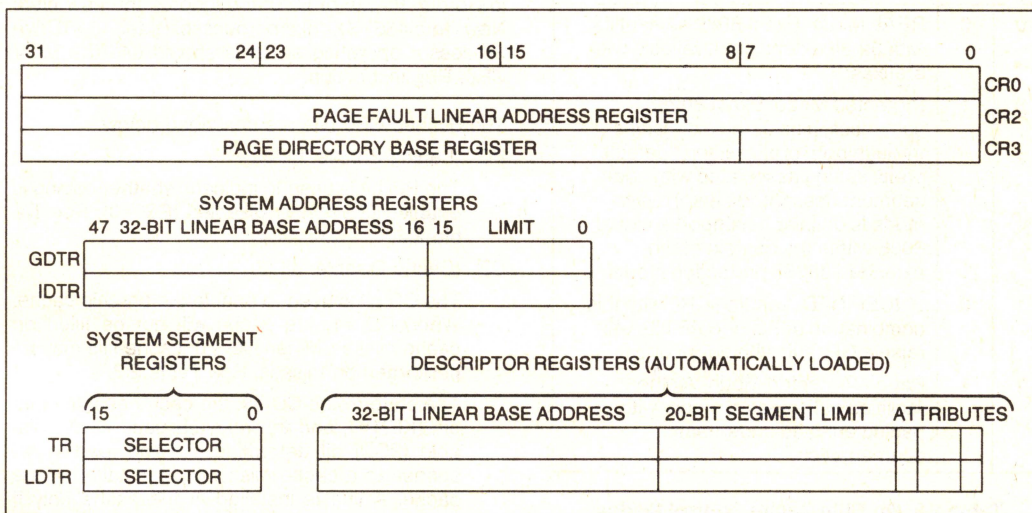 31 24 23 16 15 8 7 0
CR0
PAGE FAULT LINEAR ADDRESS REGISTER CR2
PAGE DIRECTORY BASE REGISTER CR3
SYSTEM ADDRESS REGISTERS
47 32-BIT LINEAR BASE ADDRESS 16 15 LIMIT 0
GDTR
IDTR
SYSTEM SEGMENT
REGISTERS
DESCRIPTOR REGISTERS (AUTOMATICALLY LOADED)
15 0
32-BIT LINEAR BASE ADDRESS 20-BIT SEGMENT LIMIT ATTRIBUTES
TR SELECTOR
LDTR SELECTOR